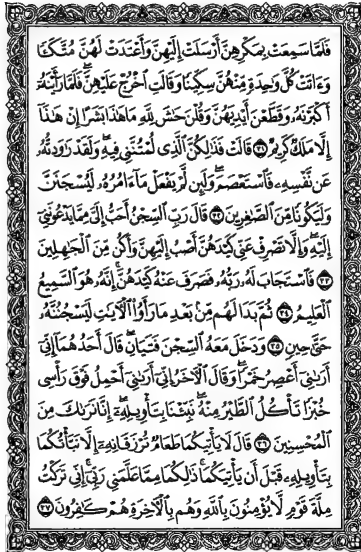 فَلَمَّا سَمِعَتْ بِمَكْرِهِنَّ أَرْسَلَتْ إِلَيْهِنَّ وَأَعْتَدَتْ لَهُنَّ مُتَّكَـًٔا
وَءَاتَتْ كُلَّ وَٰحِدَةٍ مِّنْهُنَّ سِكِّينًا وَقَالَتِ ٱخْرُجْ عَلَيْهِنَّ فَلَمَّا رَأَيْنَهُۥٓ
أَكْبَرْنَهُۥ وَقَطَّعْنَ أَيْدِيَهُنَّ وَقُلْنَ حَٰشَ لِلَّهِ مَا هَٰذَا بَشَرًا إِنْ هَٰذَآ
إِلَّا مَلَكٌ كَرِيمٌ ٣١ قَالَتْ فَذَٰلِكُنَّ ٱلَّذِى لُمْتُنَّنِى فِيهِ وَلَقَدْ رَٰوَدتُّهُۥ
عَن نَّفْسِهِۦ فَٱسْتَعْصَمَ وَلَئِن لَّمْ يَفْعَلْ مَآ ءَامُرُهُۥ لَيُسْجَنَنَّ
وَلَيَكُونًا مِّنَ ٱلصَّٰغِرِينَ ٣٢ قَالَ رَبِّ ٱلسِّجْنُ أَحَبُّ إِلَىَّ مِمَّا يَدْعُونَنِىٓ
إِلَيْهِ وَإِلَّا تَصْرِفْ عَنِّى كَيْدَهُنَّ أَصْبُ إِلَيْهِنَّ وَأَكُن مِّنَ ٱلْجَٰهِلِينَ
٣٣ فَٱسْتَجَابَ لَهُۥ رَبُّهُۥ فَصَرَفَ عَنْهُ كَيْدَهُنَّ إِنَّهُۥ هُوَ ٱلسَّمِيعُ
ٱلْعَلِيمُ ٣٤ ثُمَّ بَدَا لَهُم مِّنۢ بَعْدِ مَا رَأَوُا۟ ٱلْءَايَٰتِ لَيَسْجُنُنَّهُۥ
حَتَّىٰ حِينٍ ٣٥ وَدَخَلَ مَعَهُ ٱلسِّجْنَ فَتَيَانِ قَالَ أَحَدُهُمَآ إِنِّىٓ
أَرَىٰنِىٓ أَعْصِرُ خَمْرًا وَقَالَ ٱلْءَاخَرُ إِنِّىٓ أَرَىٰنِىٓ أَحْمِلُ فَوْقَ رَأْسِى
خُبْزًا تَأْكُلُ ٱلطَّيْرُ مِنْهُ نَبِّئْنَا بِتَأْوِيلِهِۦٓ إِنَّا نَرَىٰكَ مِنَ
ٱلْمُحْسِنِينَ ٣٦ قَالَ لَا يَأْتِيكُمَا طَعَامٌ تُرْزَقَانِهِۦٓ إِلَّا نَبَّأْتُكُمَا
بِتَأْوِيلِهِۦ قَبْلَ أَن يَأْتِيَكُمَا ذَٰلِكُمَا مِمَّا عَلَّمَنِى رَبِّىٓ إِنِّى تَرَكْتُ
مِلَّةَ قَوْمٍ لَّا يُؤْمِنُونَ بِٱللَّهِ وَهُم بِٱلْءَاخِرَةِ هُمْ كَٰفِرُونَ ٣٧